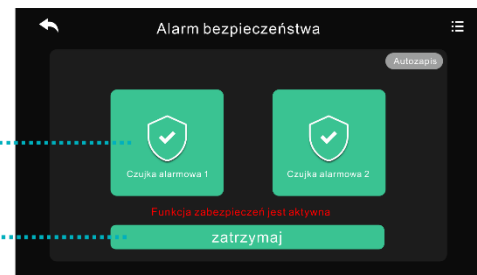 Alarm bezpieczeństwa
Autozapis
Czujka alarmowa 1
Czujka alarmowa 2
Funkcja zabezpieczeń jest aktywna
zatrzymaj